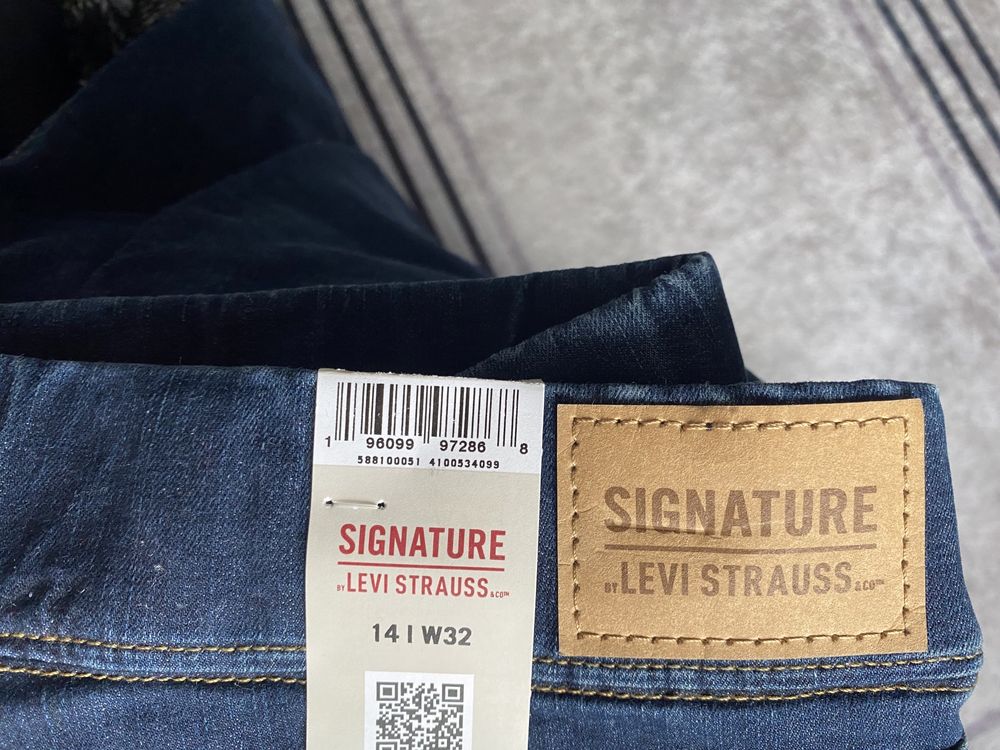 1 96099 97286 8
588100051 4100534099
SIGNATURE
BY LEVI STRAUSS & CO™
14 | W32
SIGNATURE
BY LEVI STRAUSS & CO™